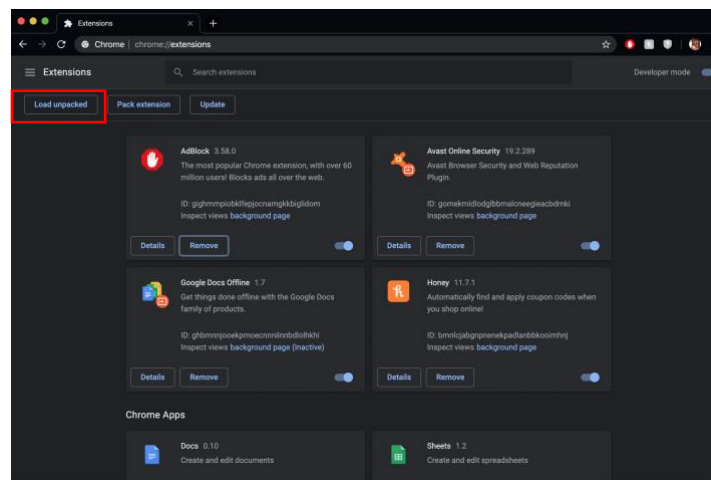 Extensions
Chrome | chrome://extensions
Extensions
Search extensions
Developer mode
Load unpacked
Pack extension
Update
AdBlock 3.58.0
The most popular Chrome extension, with over 60
million users! Blocks ads all over the web.
ID: gighmmpiobklfepjocnamgkkbiglidom
Inspect views background page
Details
Remove
Avast Online Security 19.2.289
Avast Browser Security and Web Reputation
Plugin.
ID: gomekmidlodglbbmalcneegieacbdmki
Inspect views background page
Details
Remove
Google Docs Offline 1.7
Get things done offline with the Google Docs
family of products.
ID: ghbmnnjooekpmoecnnnilnnbdlolhkhi
Inspect views background page (Inactive)
Details
Remove
Honey 11.7.1
Automatically find and apply coupon codes when
you shop online!
ID: bmnlcjabgnpnenekpadlanbbkooimhnj
Inspect views background page
Details
Remove
Chrome Apps
Docs 0.10
Create and edit documents
Sheets 1.2
Create and edit spreadsheets